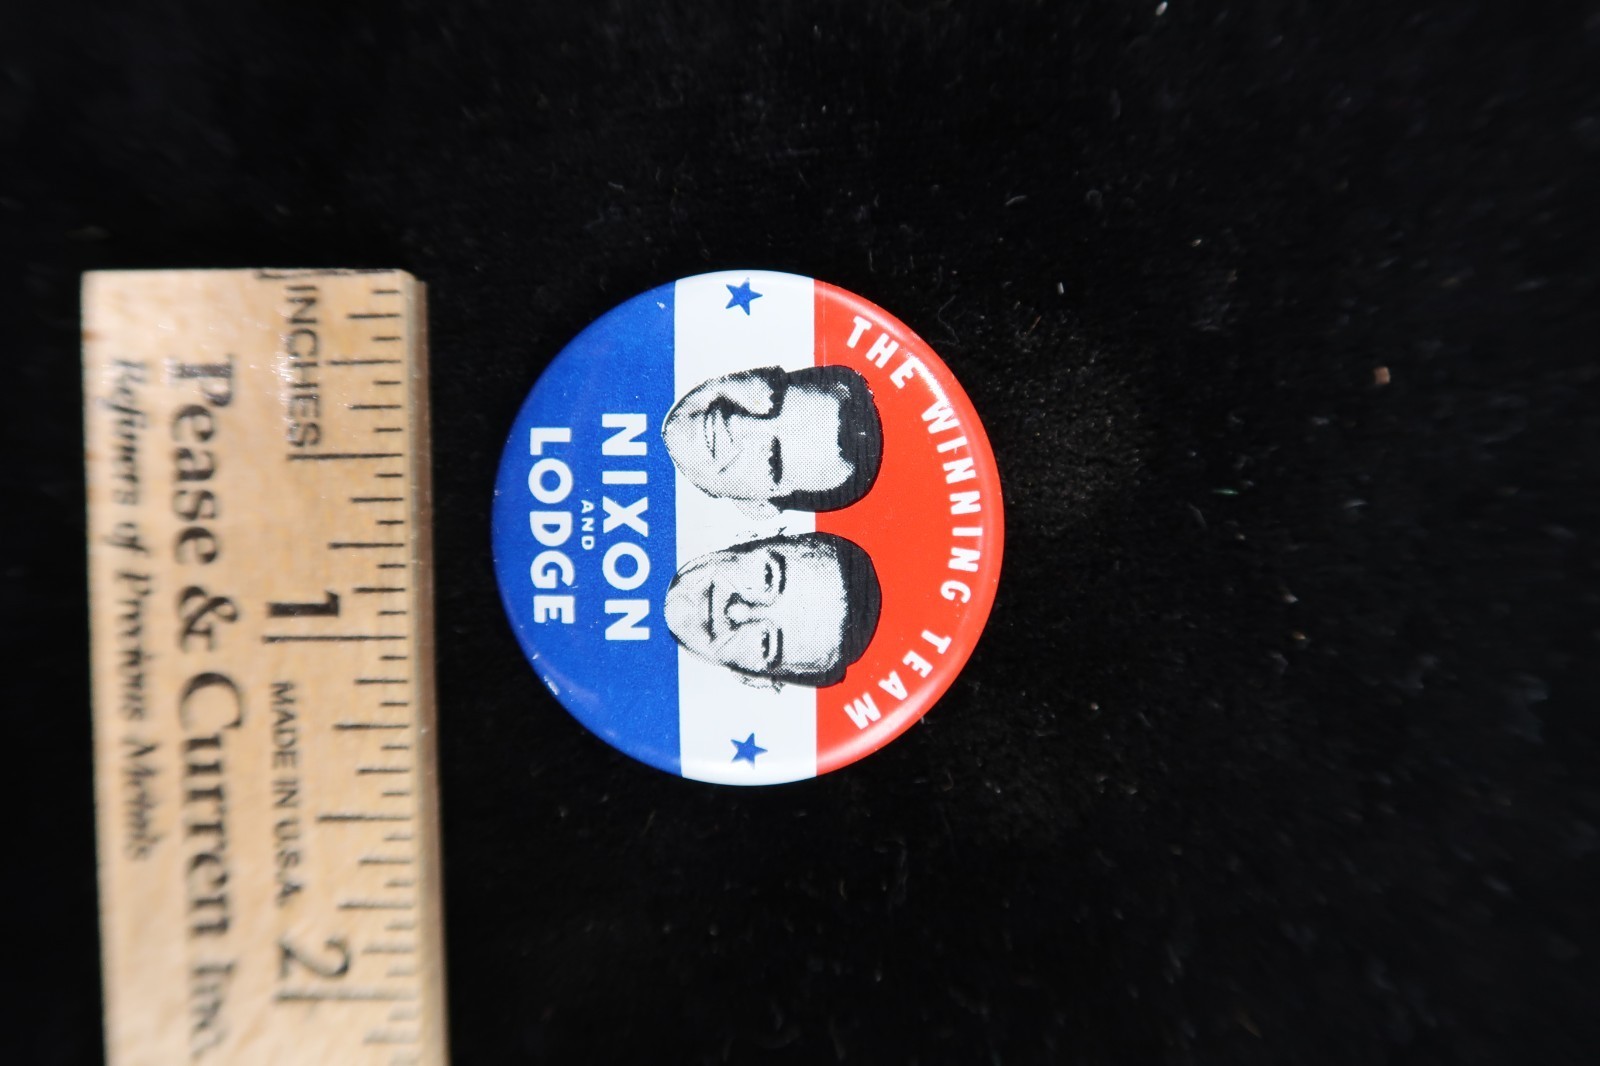 THE WINNING TEAM
NIXON
AND
LODGE
INCHES
1
MADE IN U.S.A.
2
Pease & Curren Inc.
Refiners of Precious Metals